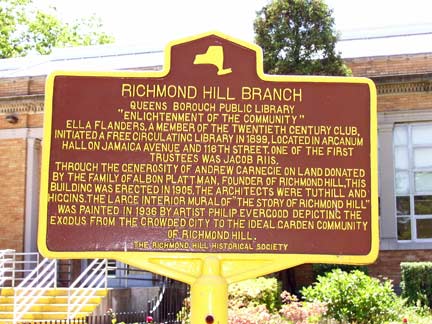 RICHMOND HILL BRANCH
QUEENS BOROUGH PUBLIC LIBRARY
"ENLIGHTENMENT OF THE COMMUNITY"
ELLA FLANDERS, A MEMBER OF THE TWENTIETH CENTURY CLUB,
INITIATED A FREE CIRCULATING LIBRARY IN 1899, LOCATED IN ARCANUM
HALL ON JAMAICA AVENUE AND 116TH STREET. ONE OF THE FIRST
TRUSTEES WAS JACOB RIIS.
THROUGH THE GENEROSITY OF ANDREW CARNEGIE ON LAND DONATED
BY THE FAMILY OF ALBON PLATT MAN, FOUNDER OF RICHMOND HILL, THIS
BUILDING WAS ERECTED IN 1905. THE ARCHITECTS WERE TUTHILL AND
HIGGINS. THE LARGE INTERIOR MURAL OF "THE STORY OF RICHMOND HILL"
WAS PAINTED IN 1936 BY ARTIST PHILIP EVERGOOD DEPICTING THE
EXODUS FROM THE CROWDED CITY TO THE IDEAL GARDEN COMMUNITY
OF RICHMOND HILL.
THE RICHMOND HILL HISTORICAL SOCIETY